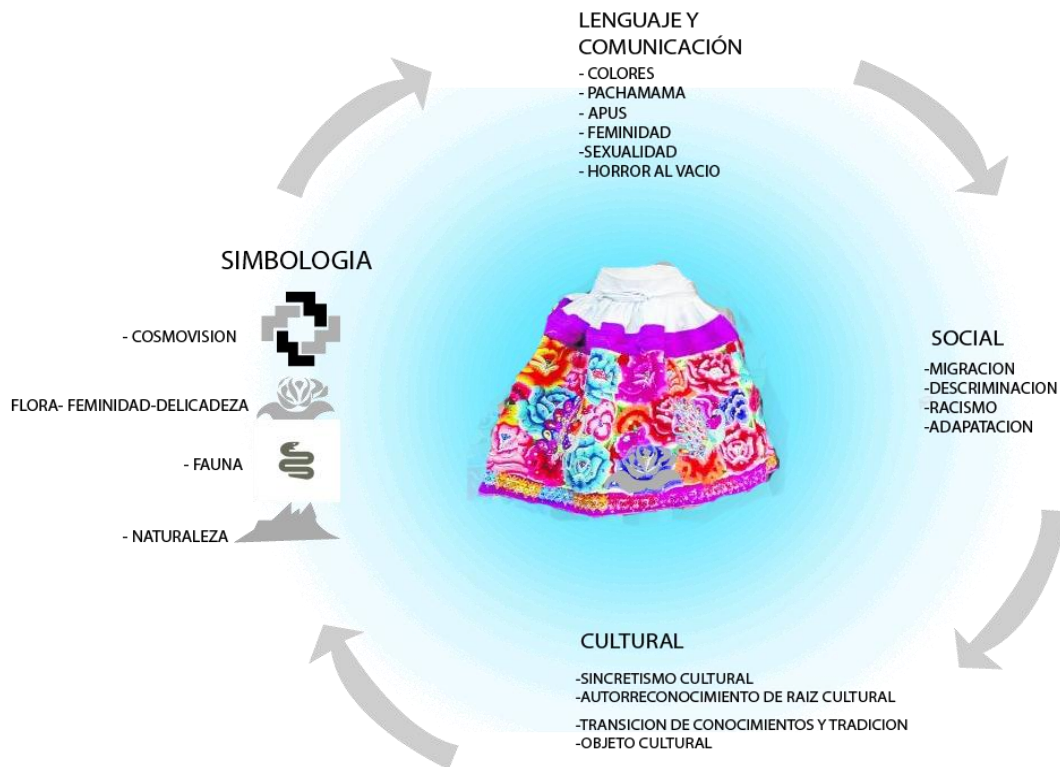 LENGUAJE Y
COMUNICACIÓN
- COLORES
- PACHAMAMA
- APUS
- FEMINIDAD
-SEXUALIDAD
- HORROR AL VACIO
SIMBOLOGIA
- COSMOVISION
FLORA- FEMINIDAD-DELICADEZA
- FAUNA
- NATURALEZA
SOCIAL
-MIGRACION
-DESCRIMINACION
-RACISMO
-ADAPATACION
CULTURAL
-SINCRETISMO CULTURAL
-AUTORRECONOCIMIENTO DE RAIZ CULTURAL
-TRANSICION DE CONOCIMIENTOS Y TRADICION
-OBJETO CULTURAL